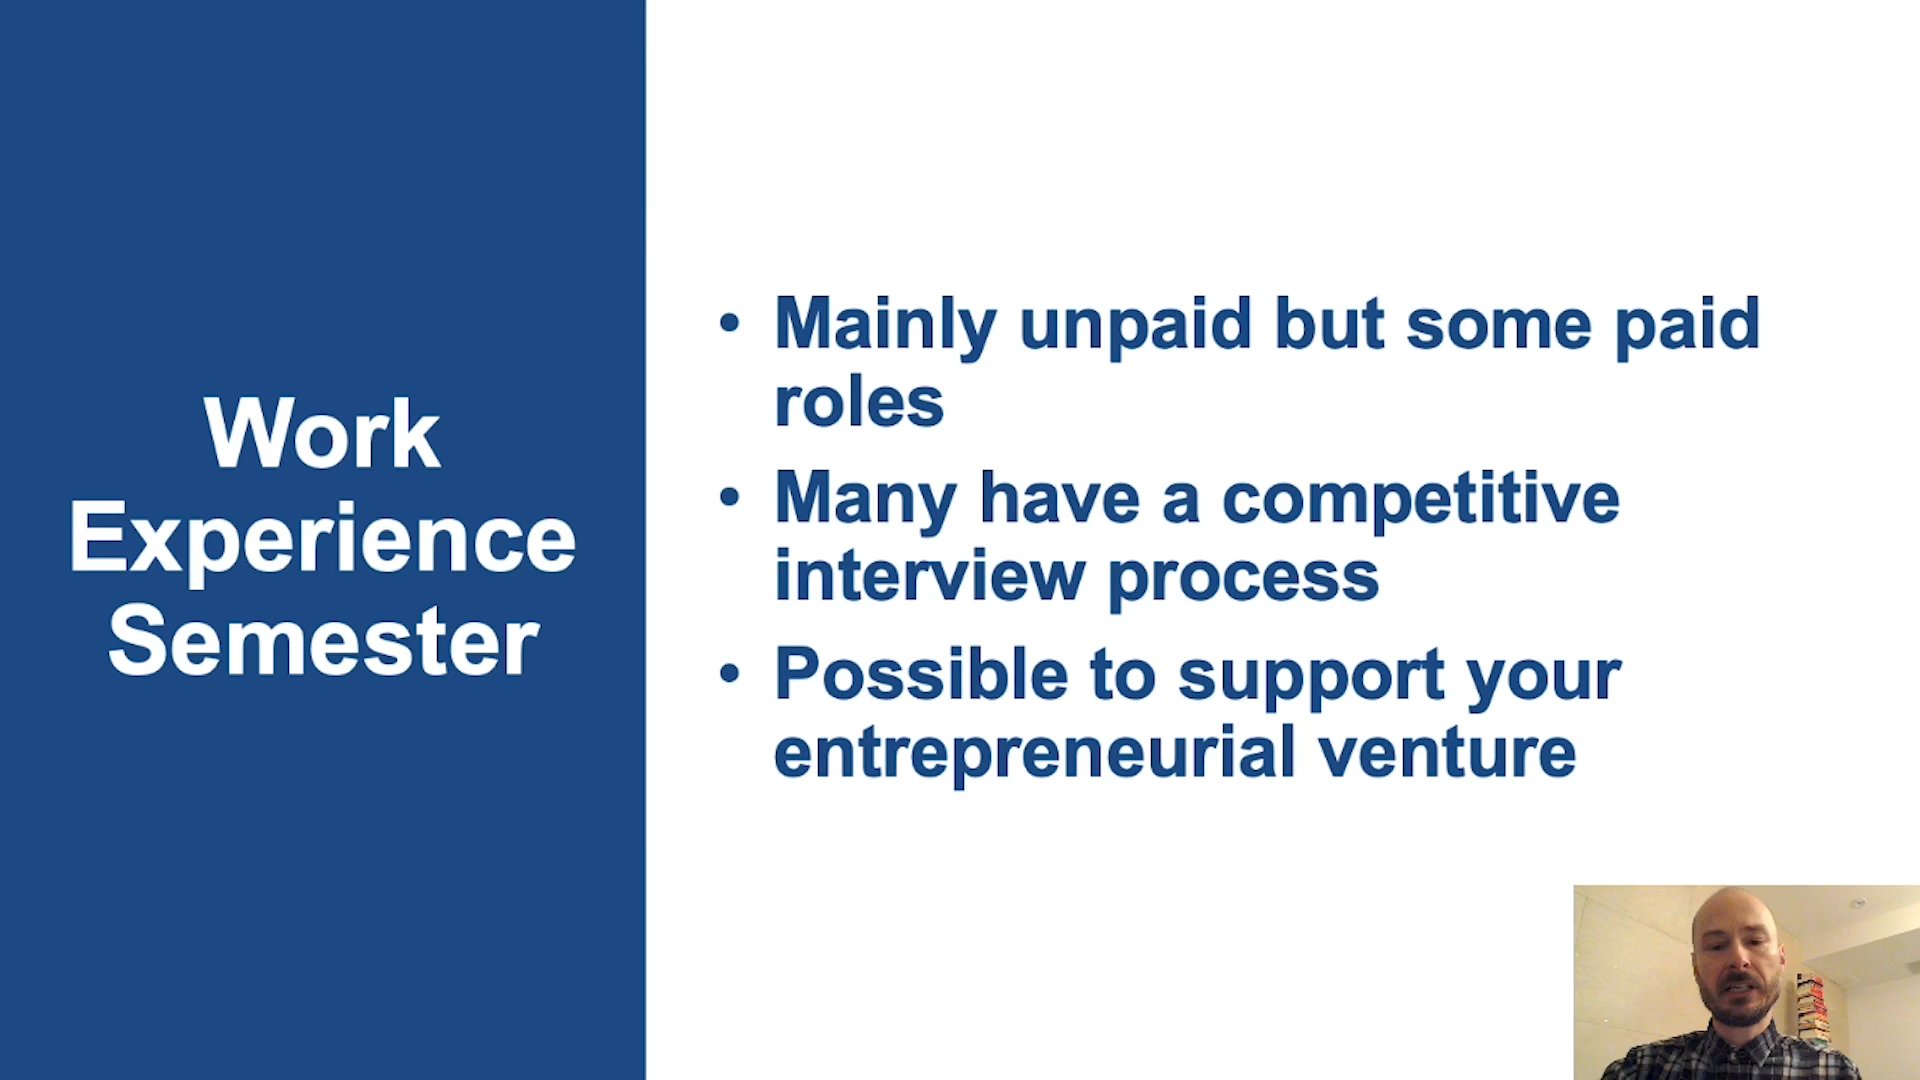 Work
Experience
Semester
• Mainly unpaid but some paid
roles
• Many have a competitive
interview process
• Possible to support your
entrepreneurial venture